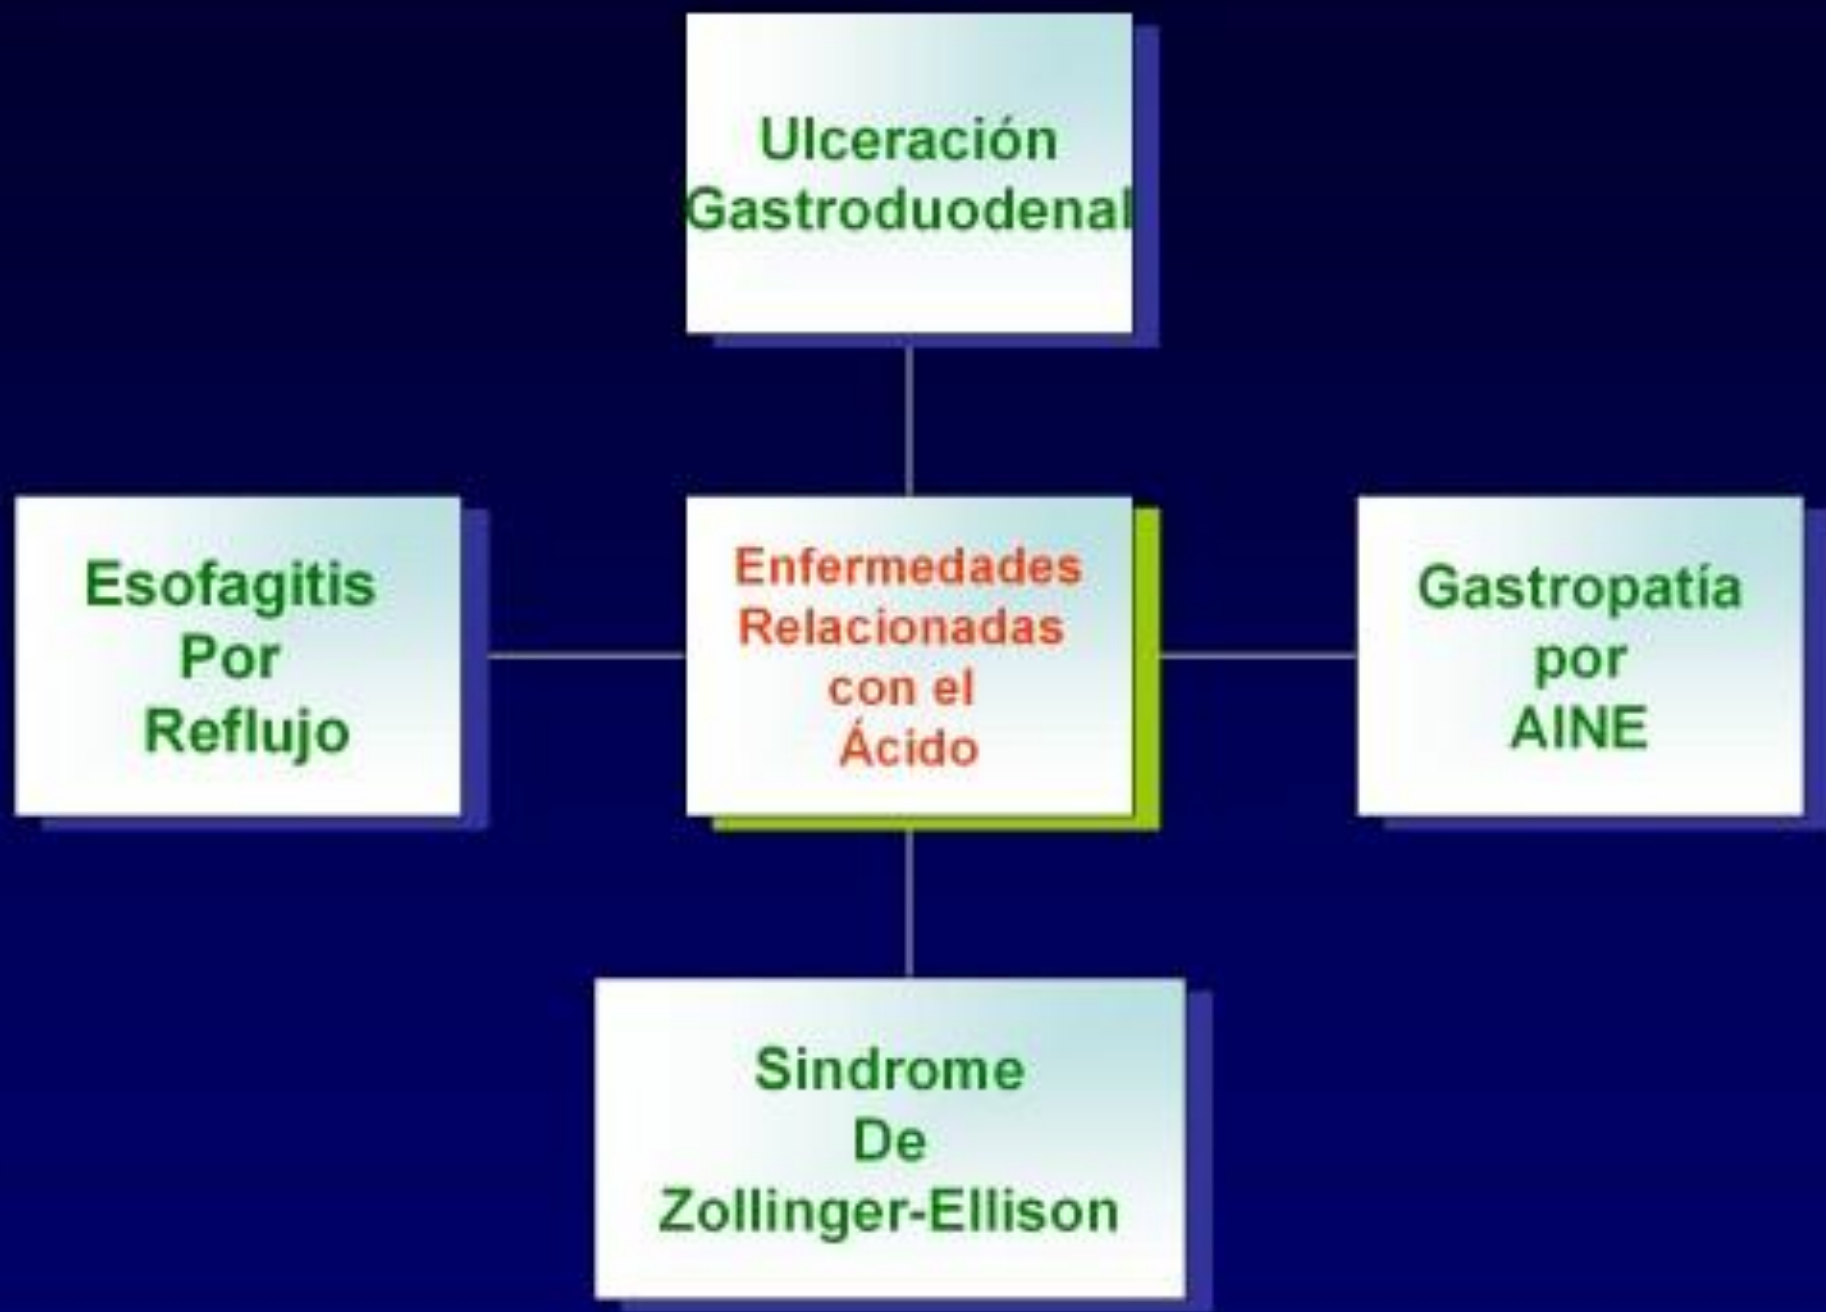 Ulceración
Gastroduodenal
Esofagitis
Por
Reflujo
Enfermedades
Relacionadas
con el
Ácido
Gastropatía
por
AINE
Sindrome
De
Zollinger-Ellison